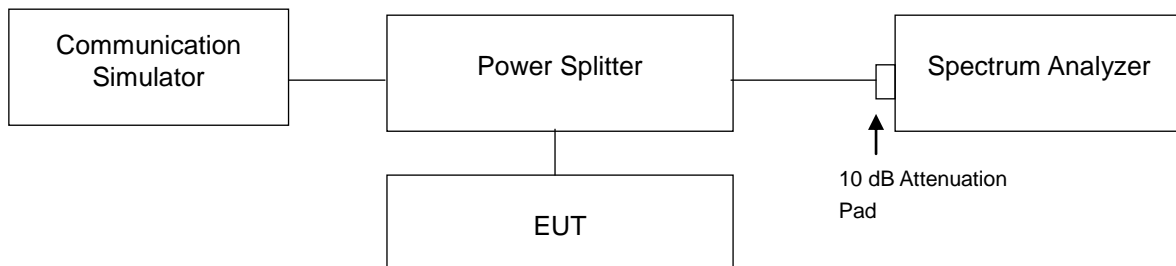 Communication
Simulator
Power Splitter
Spectrum Analyzer
10 dB Attenuation
Pad
EUT